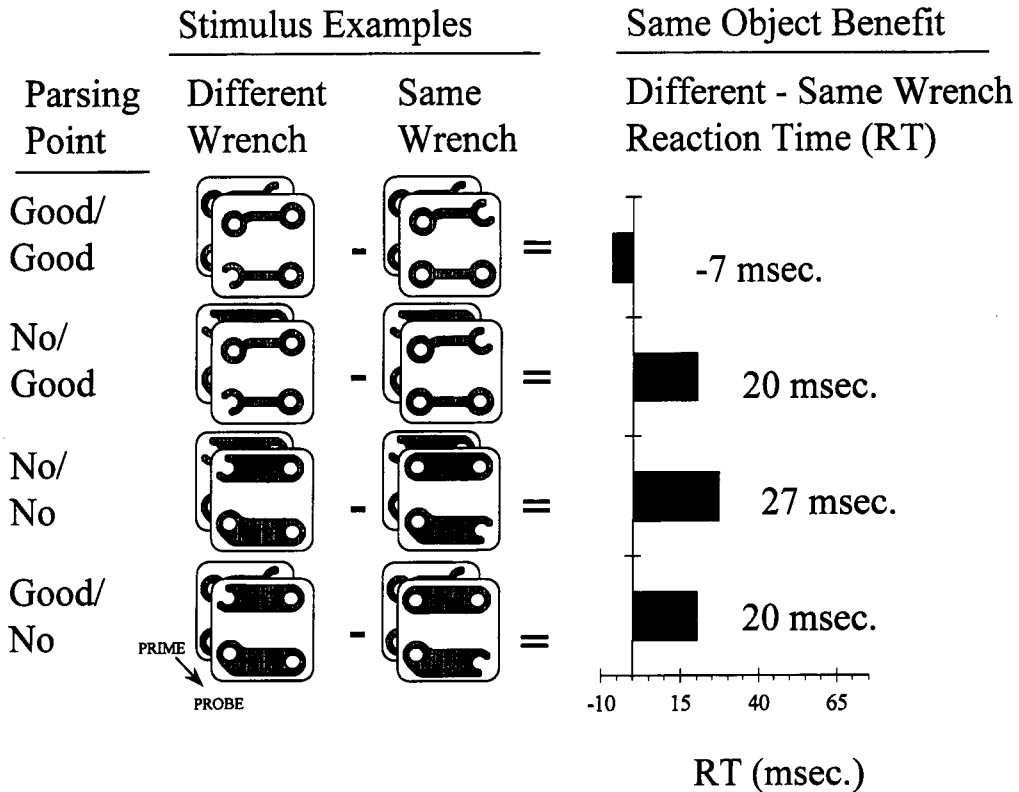 Stimulus Examples
Same Object Benefit
Parsing
Point
Different
Wrench
Same
Wrench
Different - Same Wrench
Reaction Time (RT)
Good/
Good
- =
-7 msec.
No/
Good
- =
20 msec.
No/
No
- =
27 msec.
Good/
No
- =
20 msec.
PRIME
PROBE
-10 15 40 65
RT (msec.)